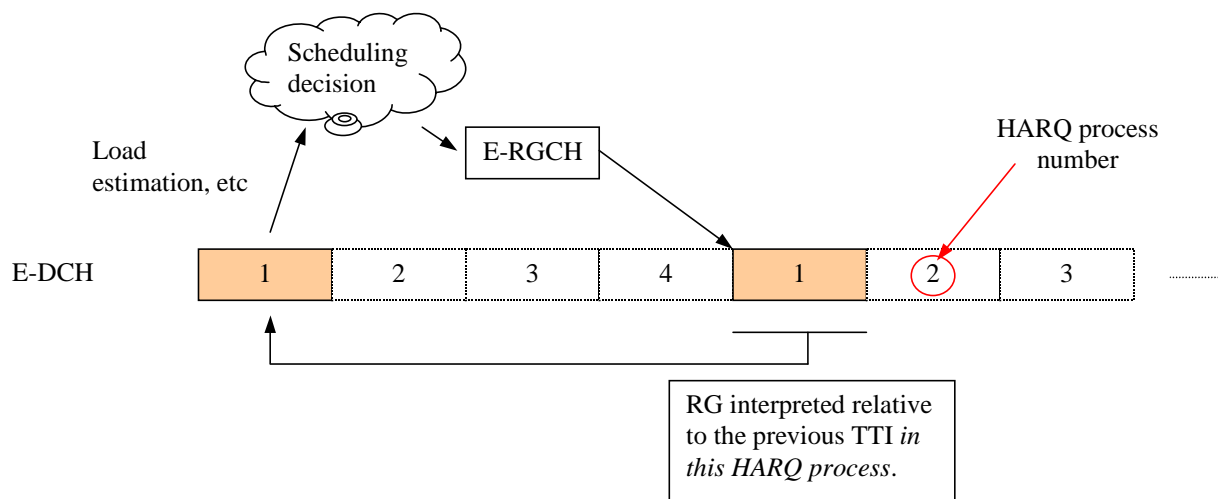 Scheduling
decision
E-RGCH
HARQ process
number
Load
estimation, etc
E-DCH
1
2
3
4
1
2
3
RG interpreted relative
to the previous TTI in
this HARQ process.